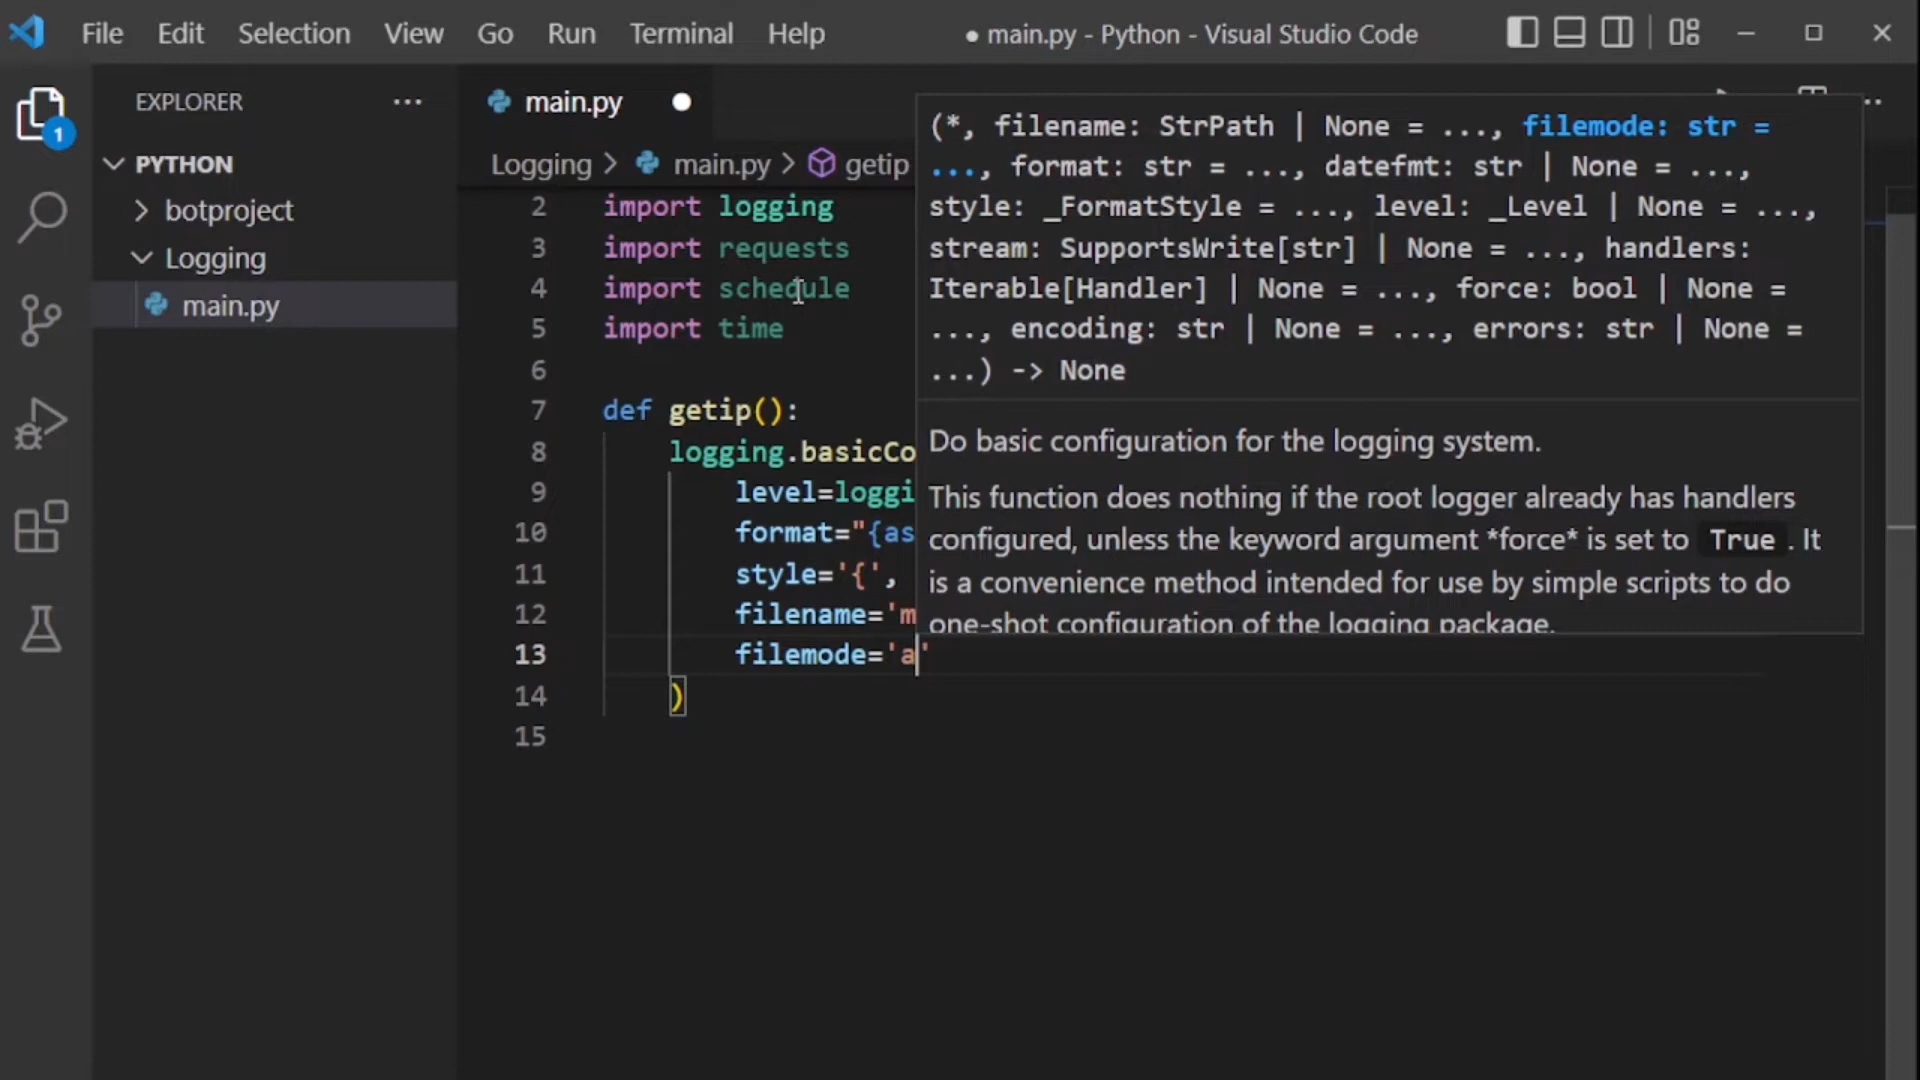 File Edit Selection View Go Run Terminal Help ● main.py - Python - Visual Studio Code
EXPLORER ...
main.py
1
PYTHON
botproject
Logging
main.py
Logging > main.py > getip
2 import logging
3 import requests
4 import schedule
5 import time
6
7 def getip():
8 logging.basicCo
9 level=loggi
10 format="{as
11 style='{',
12 filename='m
13 filemode='a'
14 )
15
(*, filename: StrPath | None = ..., filemode: str =
..., format: str = ..., datefmt: str | None = ...,
style: _FormatStyle = ..., level: _Level | None = ...,
stream: SupportsWrite[str] | None = ..., handlers:
Iterable[Handler] | None = ..., force: bool | None =
..., encoding: str | None = ..., errors: str | None =
...) -> None
Do basic configuration for the logging system.
This function does nothing if the root logger already has handlers
configured, unless the keyword argument *force* is set to True . It
is a convenience method intended for use by simple scripts to do
one-shot configuration of the logging package.